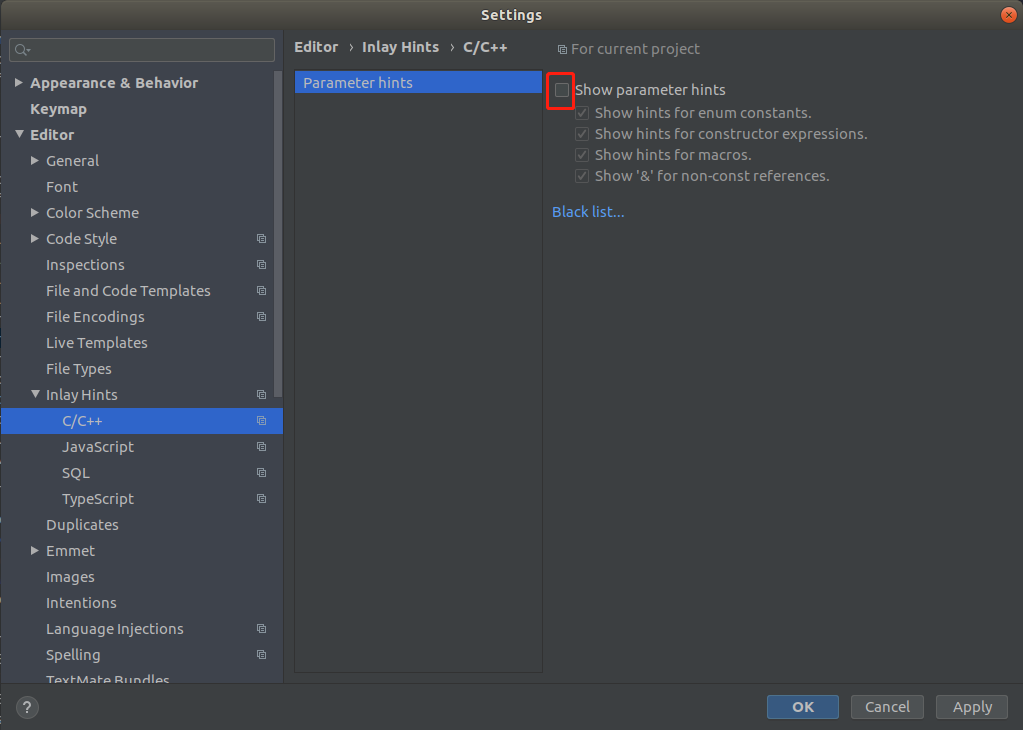 Settings
Appearance & Behavior
Keymap
Editor
General
Font
Color Scheme
Code Style
Inspections
File and Code Templates
File Encodings
Live Templates
File Types
Inlay Hints
C/C++
JavaScript
SQL
TypeScript
Duplicates
Emmet
Images
Intentions
Language Injections
Spelling
TextMate Bundles
Editor › Inlay Hints › C/C++
For current project
Parameter hints
Show parameter hints
Show hints for enum constants.
Show hints for constructor expressions.
Show hints for macros.
Show '&' for non-const references.
Black list...
?
OK
Cancel
Apply